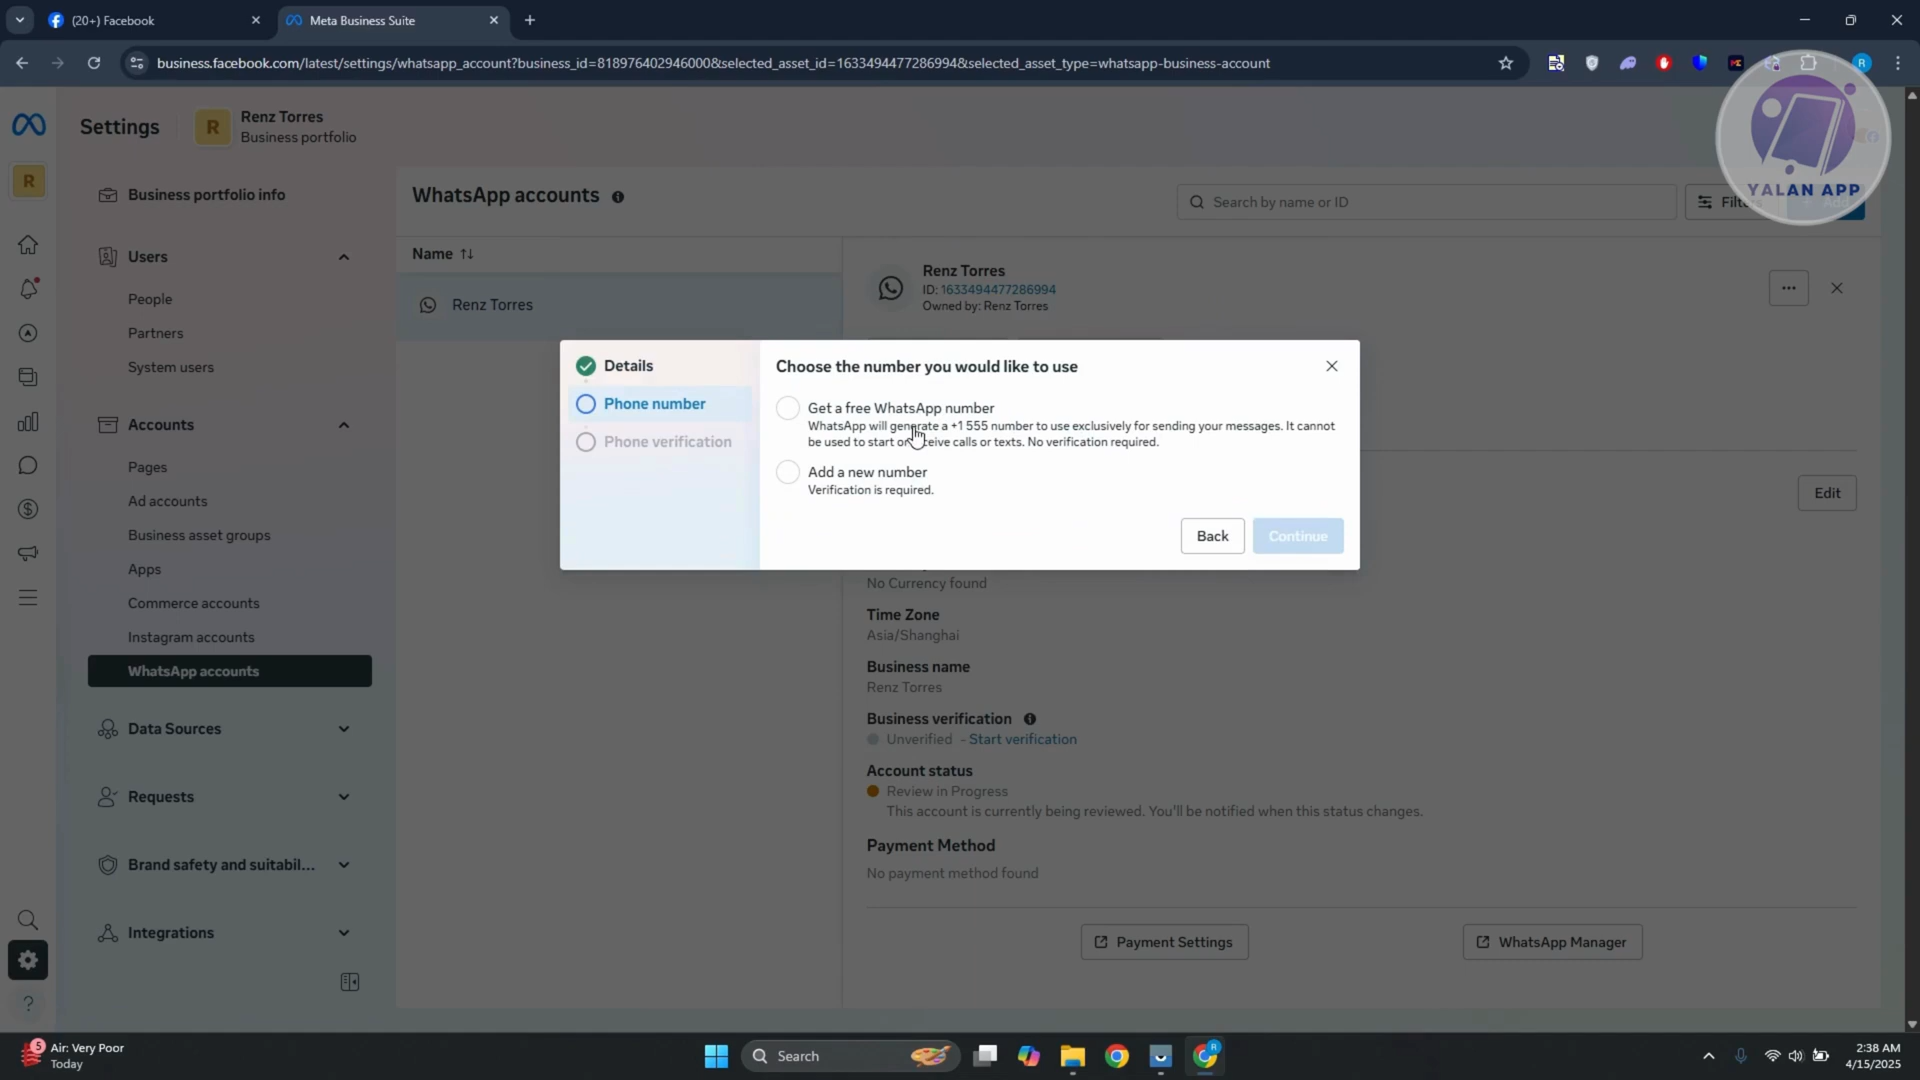 (20+) Facebook
Meta Business Suite
business.facebook.com/latest/settings/whatsapp_account?business_id=818976402946000&selected_asset_id=1633494477286994&selected_asset_type=whatsapp-business-account
R
YALAN APP
Settings
R
Renz Torres
Business portfolio
R
Business portfolio info
Users
People
Partners
System users
Accounts
Pages
Ad accounts
Business asset groups
Apps
Commerce accounts
Instagram accounts
WhatsApp accounts
Data Sources
Requests
Brand safety and suitabil...
Integrations
WhatsApp accounts
Search by name or ID
Add
Name
Renz Torres
Renz Torres
ID: 1633494477286994
Owned by: Renz Torres
Details
Phone number
Phone verification
Choose the number you would like to use
Get a free WhatsApp number
WhatsApp will generate a +1 555 number to use exclusively for sending your messages. It cannot
be used to start or receive calls or texts. No verification required.
Add a new number
Verification is required.
Back
Continue
Edit
No Currency found
Time Zone
Asia/Shanghai
Business name
Renz Torres
Business verification
Unverified - Start verification
Account status
Review in Progress
This account is currently being reviewed. You'll be notified when this status changes.
Payment Method
No payment method found
Payment Settings
WhatsApp Manager
5
Air: Very Poor
Today
Search
R
2:38 AM
4/15/2025